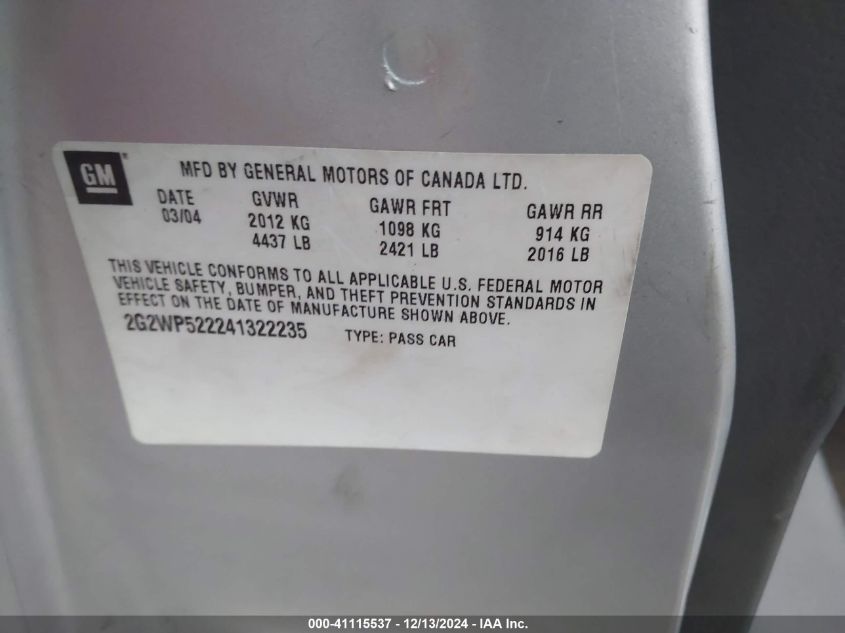 GM®
MFD BY GENERAL MOTORS OF CANADA LTD.
DATE GVWR GAWR FRT GAWR RR
03/04 2012 KG 1098 KG 914 KG
4437 LB 2421 LB 2016 LB
THIS VEHICLE CONFORMS TO ALL APPLICABLE U.S. FEDERAL MOTOR
VEHICLE SAFETY, BUMPER, AND THEFT PREVENTION STANDARDS IN
EFFECT ON THE DATE OF MANUFACTURE SHOWN ABOVE.
2G2WP522241322235 TYPE: PASS CAR
000-41115537 - 12/13/2024 - IAA Inc.